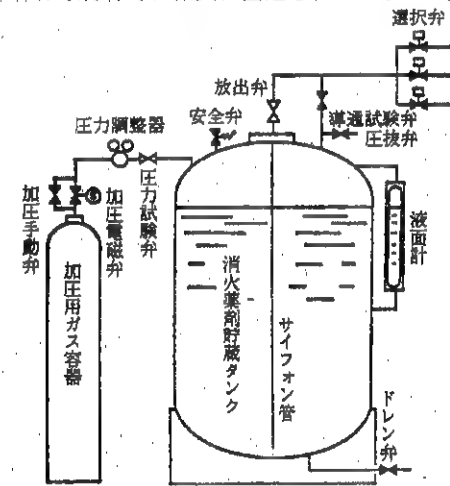 選択弁
放出弁
安全弁
導通試験弁
圧抜弁
圧力調整器
加圧手動弁
加圧電磁弁
圧力試験弁
液面計
加圧用ガス容器
消火薬剤貯蔵タンク
サイフォン管
ドレン弁